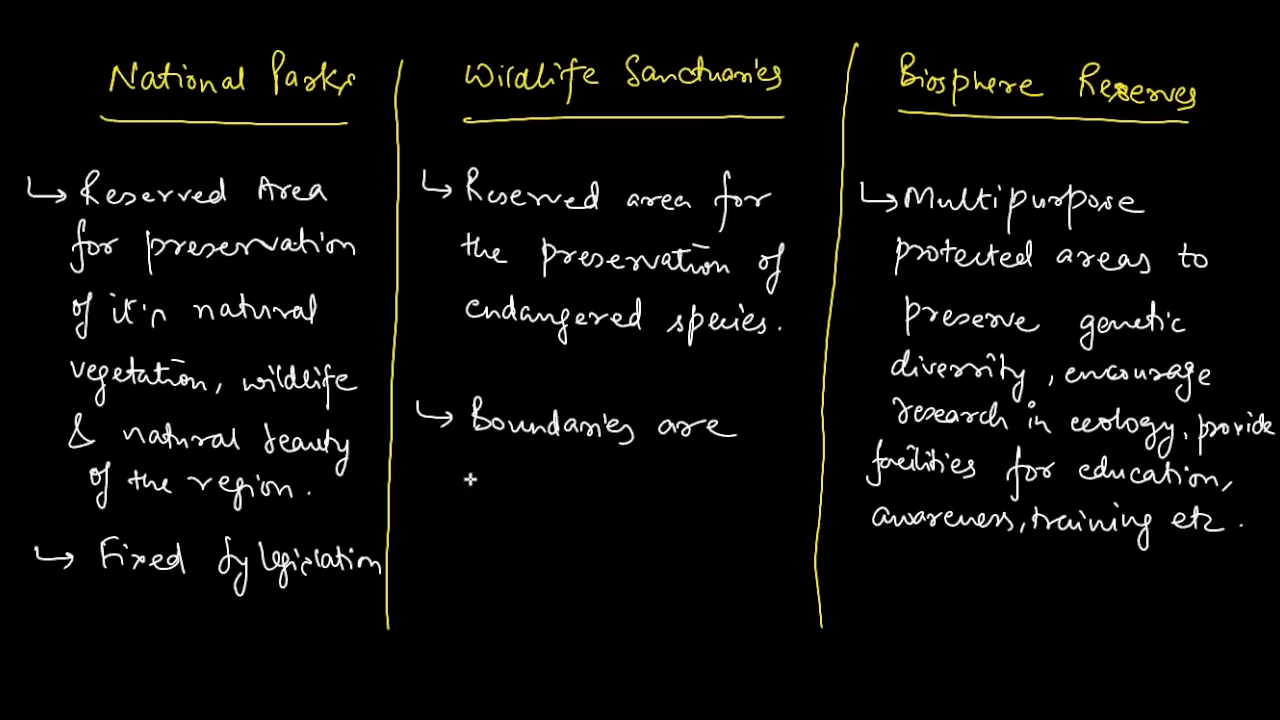 National Parks
Reserved Area
for preservation
of it's natural
vegetation, wildlife
& natural beauty
of the region.
Fixed by legislation
Wildlife Sanctuaries
Reserved area for
the preservation of
endangered species.
Boundaries are
Biosphere Reserves
Multipurpose
protected areas to
preserve genetic
diversity, encourage
research in ecology, provide
facilities for education,
awareness, training etc.